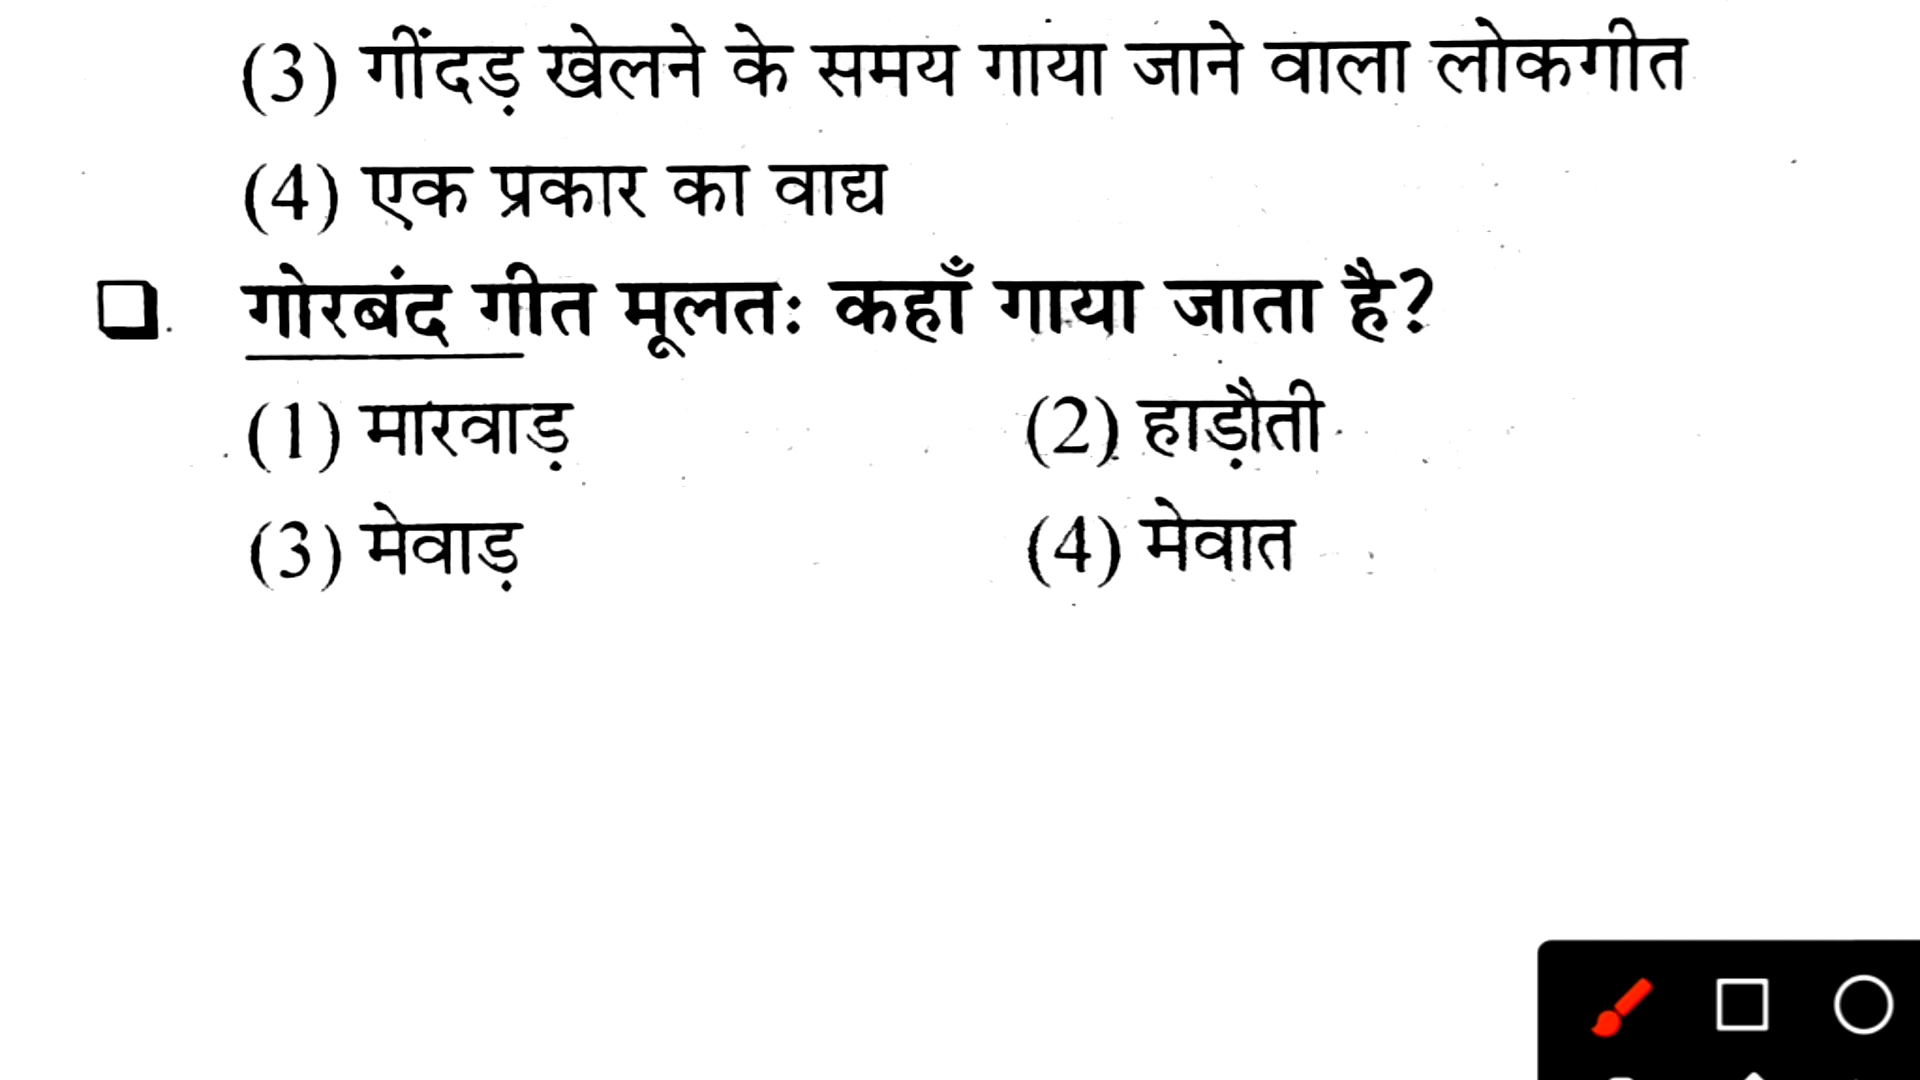 (3) गींदड़ खेलने के समय गाया जाने वाला लोकगीत
(4) एक प्रकार का वाद्य
गोरबंद गीत मूलतः कहाँ गाया जाता है?
(1) मारवाड़ (2) हाड़ौती
(3) मेवाड़ (4) मेवात